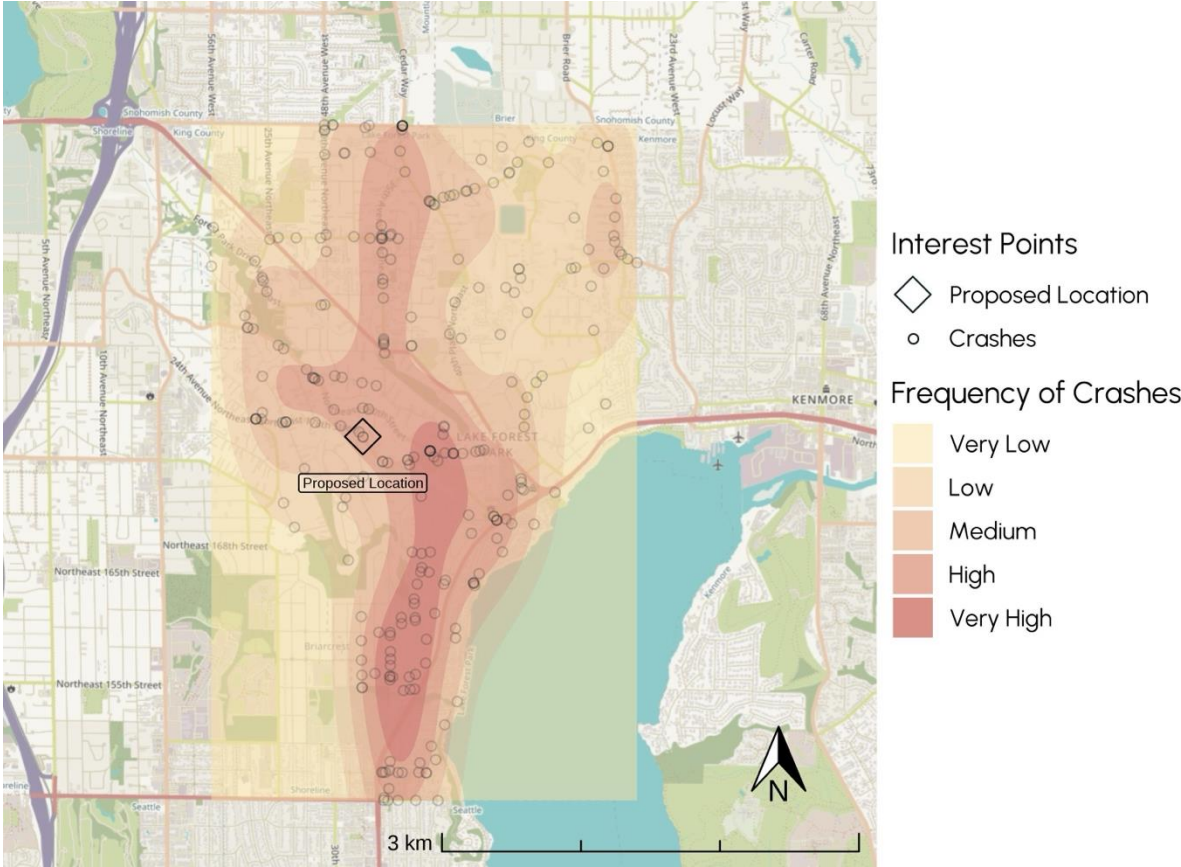 56th Avenue West
48th Avenue West
Cedar Way
Brier Road
23rd Avenue West
Locust Way
Carter Road
Snohomish County
Shoreline
King County
Brier
King County
Snohomish County
Kenmore
25th Avenue Northeast
5th Avenue Northeast
10th Avenue Northeast
24th Avenue Northeast
68th Avenue Northeast
KENMORE
LAKE FOREST
PARK
Proposed Location
Northeast 168th Street
Northeast 165th Street
Kenmore
Briarcrest
Northeast 155th Street
Shoreline
Seattle
Seattle
3 km
N
Interest Points
Proposed Location
Crashes
Frequency of Crashes
Very Low
Low
Medium
High
Very High